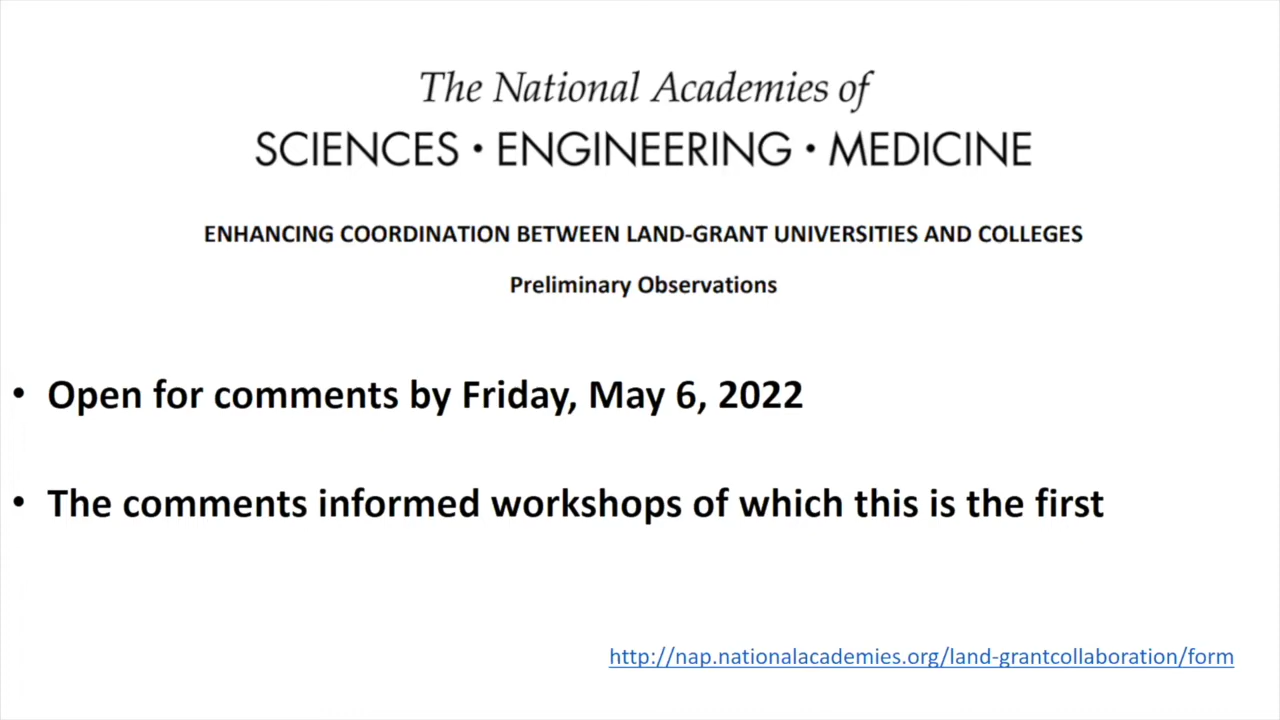 The National Academies of
SCIENCES • ENGINEERING • MEDICINE
ENHANCING COORDINATION BETWEEN LAND-GRANT UNIVERSITIES AND COLLEGES
Preliminary Observations
• Open for comments by Friday, May 6, 2022
• The comments informed workshops of which this is the first
http://nap.nationalacademies.org/land-grantcollaboration/form